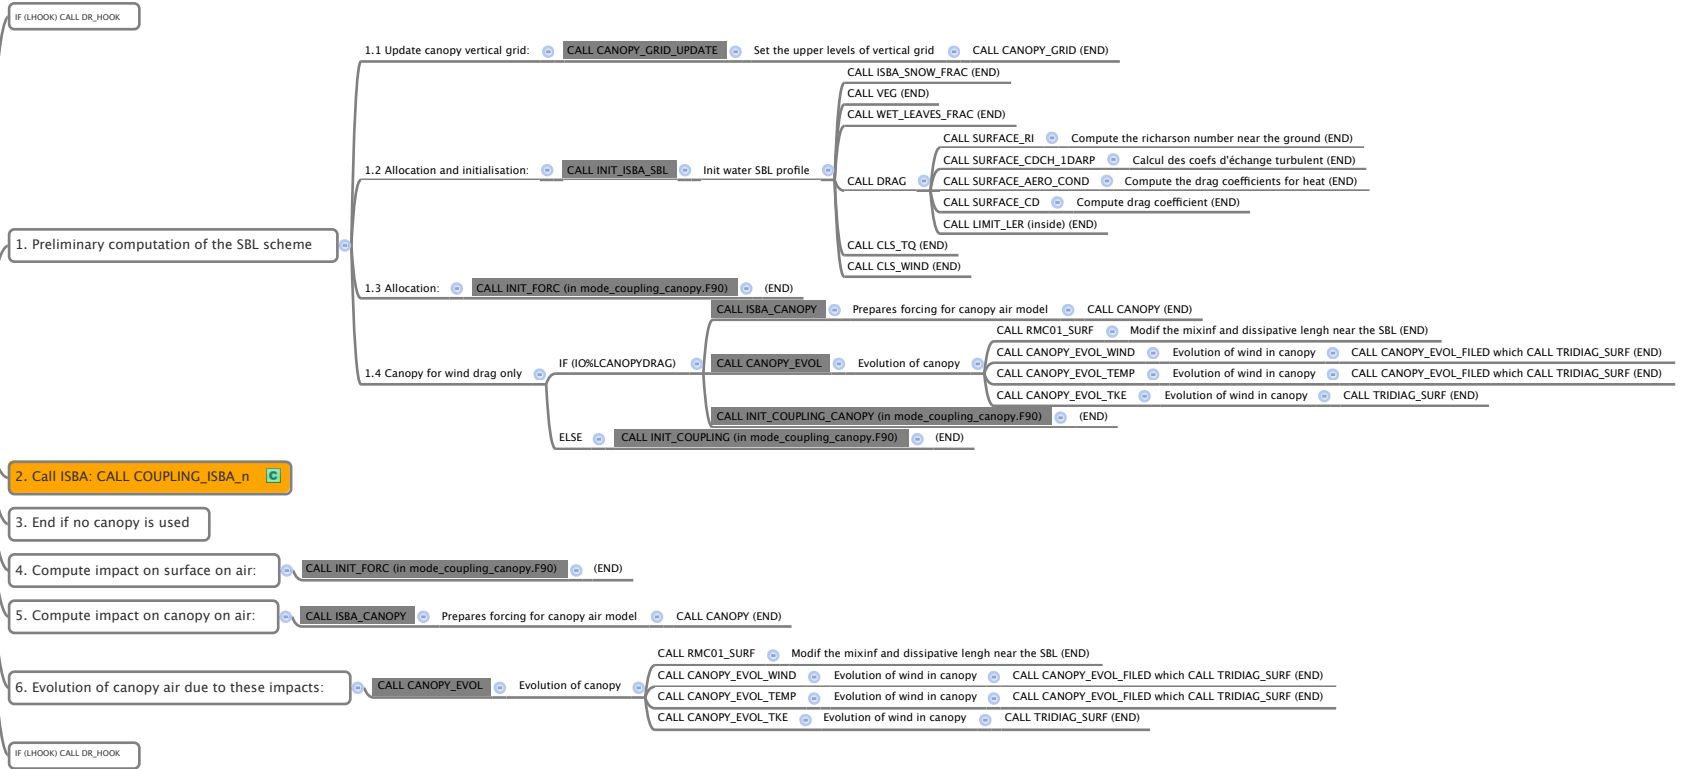 IF (LHOOK) CALL DR_HOOK
1. Preliminary computation of the SBL scheme
1.1 Update canopy vertical grid: CALL CANOPY_GRID_UPDATE Set the upper levels of vertical grid CALL CANOPY_GRID (END)
1.2 Allocation and initialisation: CALL INIT_ISBA_SBL Init water SBL profile
CALL ISBA_SNOW_FRAC (END)
CALL VEG (END)
CALL WET_LEAVES_FRAC (END)
CALL DRAG
CALL SURFACE_RI Compute the richarson number near the ground (END)
CALL SURFACE_CDCH_1DARP Calcul des coefs d'échange turbulent (END)
CALL SURFACE_AERO_COND Compute the drag coefficients for heat (END)
CALL SURFACE_CD Compute drag coefficient (END)
CALL LIMIT_LER (inside) (END)
CALL CLS_TQ (END)
CALL CLS_WIND (END)
1.3 Allocation: CALL INIT_FORC (in mode_coupling_canopy.F90) (END)
1.4 Canopy for wind drag only
IF (IO%LCANOPYDRAG)
CALL ISBA_CANOPY Prepares forcing for canopy air model CALL CANOPY (END)
CALL CANOPY_EVOL Evolution of canopy
CALL RMC01_SURF Modif the mixinf and dissipative lengh near the SBL (END)
CALL CANOPY_EVOL_WIND Evolution of wind in canopy CALL CANOPY_EVOL_FILED which CALL TRIDIAG_SURF (END)
CALL CANOPY_EVOL_TEMP Evolution of wind in canopy CALL CANOPY_EVOL_FILED which CALL TRIDIAG_SURF (END)
CALL CANOPY_EVOL_TKE Evolution of wind in canopy CALL TRIDIAG_SURF (END)
CALL INIT_COUPLING_CANOPY (in mode_coupling_canopy.F90) (END)
ELSE CALL INIT_COUPLING (in mode_coupling_canopy.F90) (END)
2. Call ISBA: CALL COUPLING_ISBA_n C
3. End if no canopy is used
4. Compute impact on surface on air: CALL INIT_FORC (in mode_coupling_canopy.F90) (END)
5. Compute impact on canopy on air: CALL ISBA_CANOPY Prepares forcing for canopy air model CALL CANOPY (END)
6. Evolution of canopy air due to these impacts: CALL CANOPY_EVOL Evolution of canopy
CALL RMC01_SURF Modif the mixinf and dissipative lengh near the SBL (END)
CALL CANOPY_EVOL_WIND Evolution of wind in canopy CALL CANOPY_EVOL_FILED which CALL TRIDIAG_SURF (END)
CALL CANOPY_EVOL_TEMP Evolution of wind in canopy CALL CANOPY_EVOL_FILED which CALL TRIDIAG_SURF (END)
CALL CANOPY_EVOL_TKE Evolution of wind in canopy CALL TRIDIAG_SURF (END)
IF (LHOOK) CALL DR_HOOK